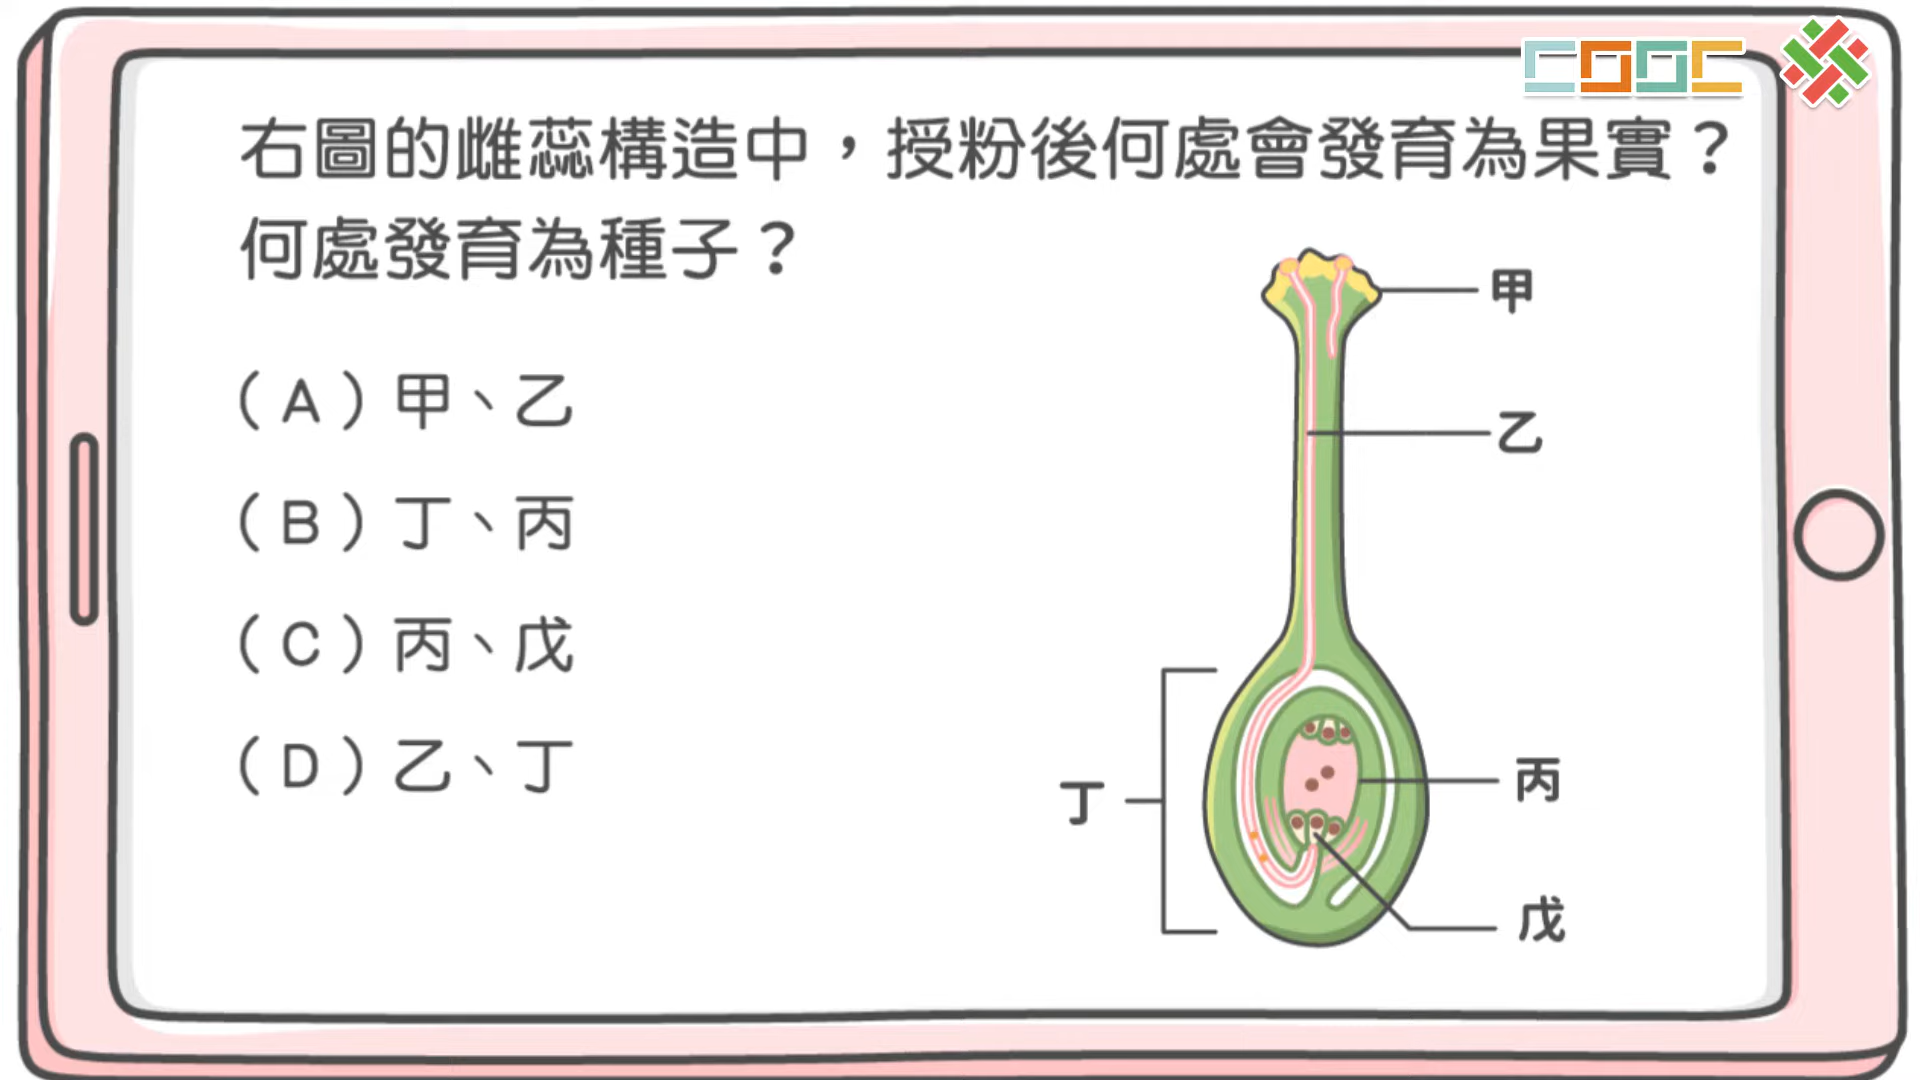 右圖的雌蕊構造中，授粉後何處會發育為果實？
何處發育為種子？
（A）甲、乙
（B）丁、丙
（C）丙、戊
（D）乙、丁
甲
乙
丁
丙
戊
COOC